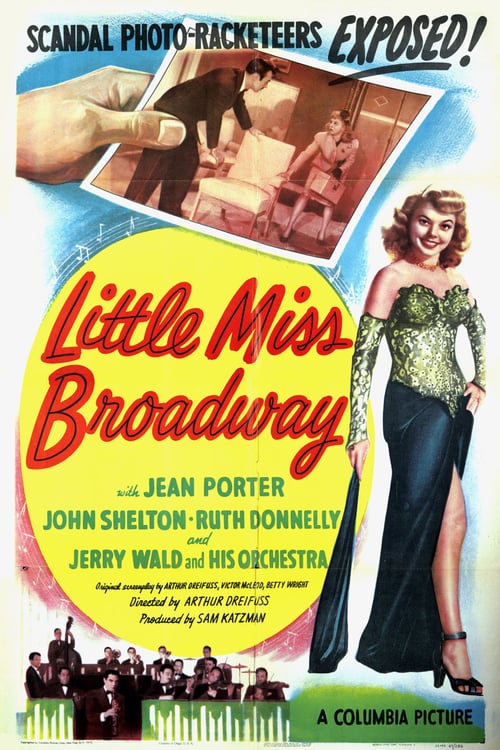 SCANDAL PHOTO-RACKETEERS EXPOSED!
Little Miss
Broadway
with JEAN PORTER
JOHN SHELTON · RUTH DONNELLY
and
JERRY WALD and HIS ORCHESTRA
Original screenplay by ARTHUR DREIFUSS, VICTOR McLEOD, BETTY WRIGHT
Directed by ARTHUR DREIFUSS
Produced by SAM KATZMAN
A COLUMBIA PICTURE